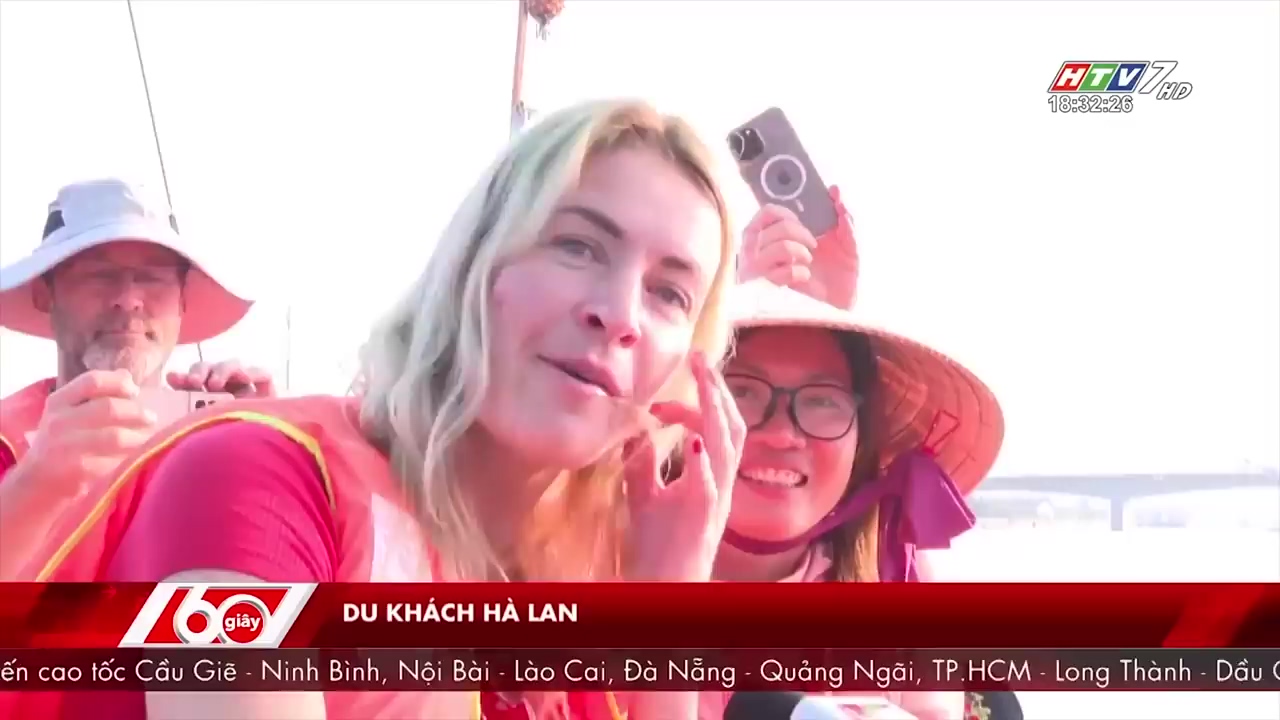 HTV7 HD
18:32:26
60 giây
DU KHÁCH HÀ LAN
ến cao tốc Cầu Giẽ - Ninh Bình, Nội Bài - Lào Cai, Đà Nẵng - Quảng Ngãi, TP.HCM - Long Thành - Dầu